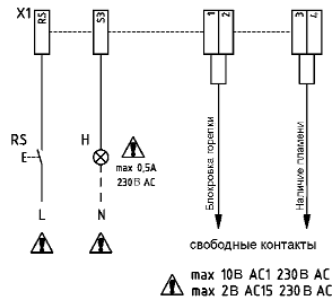 X1
RS
S3
1
2
3
4
RS
E
H
max 0,5A
230В AC
L
N
Блокровка горелки
Наличие пламени
свободные контакты
max 10В AC1 230В AC
max 2В AC15 230В AC